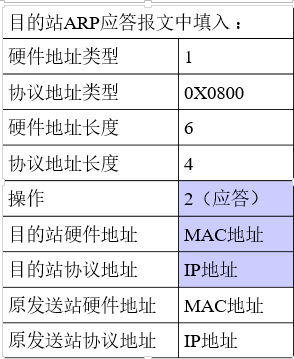 目的站ARP应答报文中填入：
硬件地址类型 1
协议地址类型 0X0800
硬件地址长度 6
协议地址长度 4
操作 2（应答）
目的站硬件地址 MAC地址
目的站协议地址 IP地址
原发送站硬件地址 MAC地址
原发送站协议地址 IP地址